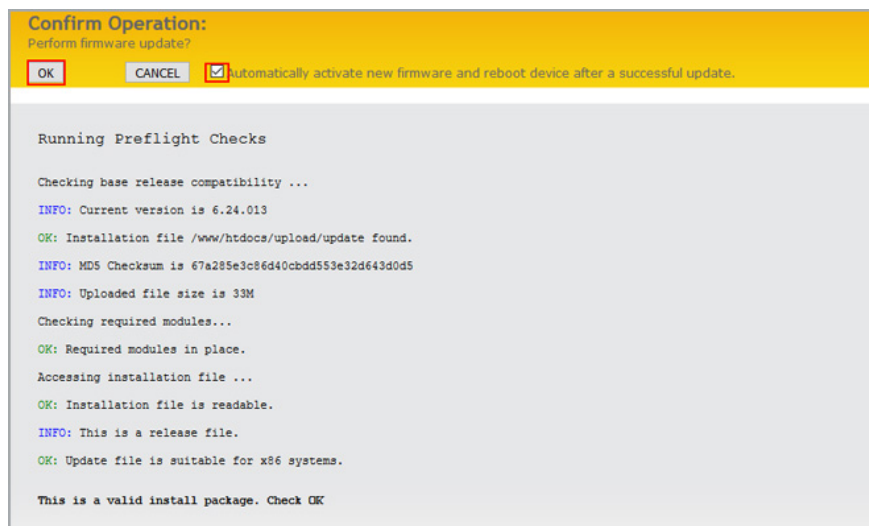 Confirm Operation:
Perform firmware update?
OK CANCEL Automatically activate new firmware and reboot device after a successful update.
Running Preflight Checks
Checking base release compatibility ...
INFO: Current version is 6.24.013
OK: Installation file /www/htdocs/upload/update found.
INFO: MD5 Checksum is 67a285e3c86d40cbdd553e32d643d0d5
INFO: Uploaded file size is 33M
Checking required modules...
OK: Required modules in place.
Accessing installation file ...
OK: Installation file is readable.
INFO: This is a release file.
OK: Update file is suitable for x86 systems.
This is a valid install package. Check OK